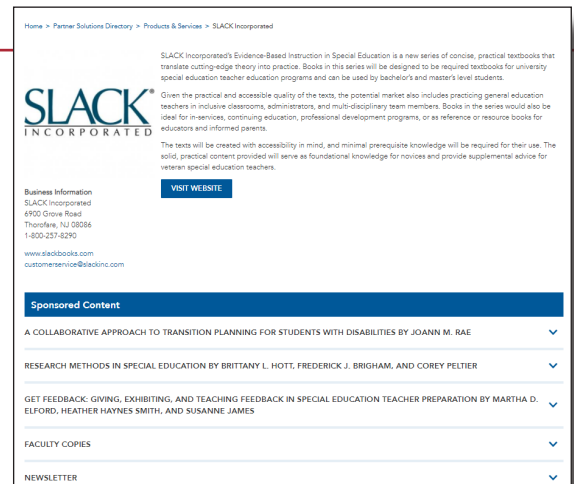 Home > Partner Solutions Directory > Products & Services > SLACK Incorporated
SLACK Incorporated's Evidence-Based Instruction in Special Education is a new series of concise, practical textbooks that
translate cutting-edge theory into practice. Books in this series will be designed to be required textbooks for university
special education teacher education programs and can be used by bachelor's and master's level students.
Given the practical and accessible quality of the texts, the potential market also includes practicing general education
teachers in inclusive classrooms, administrators, and multi-disciplinary team members. Books in the series would also be
ideal for in-services, continuing education, professional development programs, or as reference or resource books for
educators and informed parents.
The texts will be created with accessibility in mind, and minimal prerequisite knowledge will be required for their use. The
solid, practical content provided will serve as foundational knowledge for novices and provide supplemental advice for
veteran special education teachers.
VISIT WEBSITE
SLACK®
INCORPORATED
Business Information
SLACK Incorporated
6900 Grove Road
Thorofare, NJ 08086
1-800-257-8290
www.slackbooks.com
customerservice@slackinc.com
Sponsored Content
A COLLABORATIVE APPROACH TO TRANSITION PLANNING FOR STUDENTS WITH DISABILITIES BY JOANN M. RAE
RESEARCH METHODS IN SPECIAL EDUCATION BY BRITTANY L. HOTT, FREDERICK J. BRIGHAM, AND COREY PELTIER
GET FEEDBACK: GIVING, EXHIBITING, AND TEACHING FEEDBACK IN SPECIAL EDUCATION TEACHER PREPARATION BY MARTHA D.
ELFORD, HEATHER HAYNES SMITH, AND SUSANNE JAMES
FACULTY COPIES
NEWSLETTER